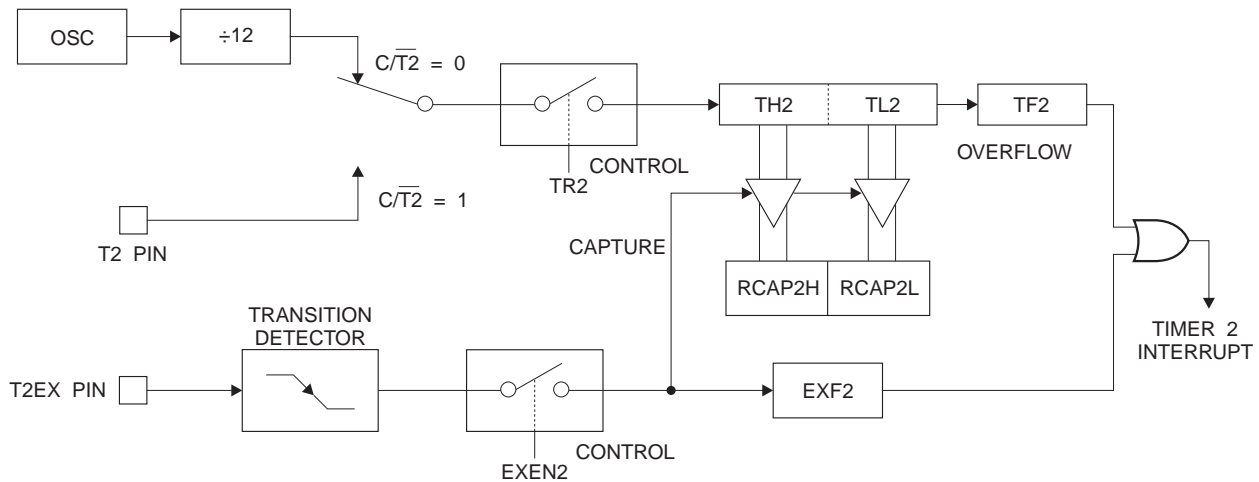 OSC
÷12
C/T2̅ = 0
TH2
TL2
TF2
OVERFLOW
CONTROL
TR2
C/T2̅ = 1
T2 PIN
CAPTURE
RCAP2H
RCAP2L
TRANSITION
DETECTOR
TIMER 2
INTERRUPT
T2EX PIN
EXF2
CONTROL
EXEN2